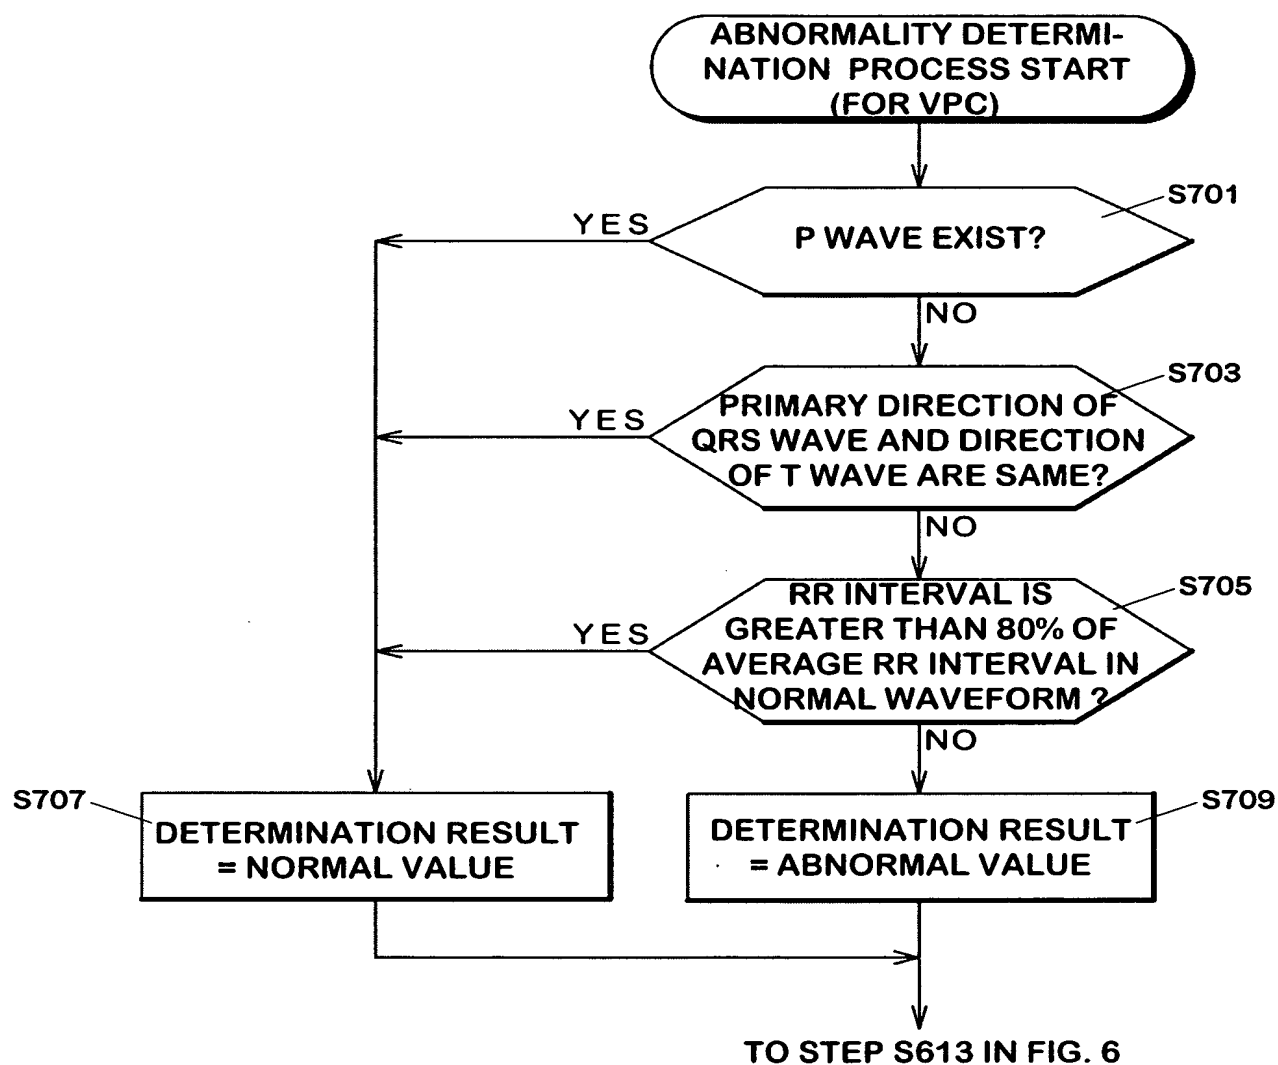 ABNORMALITY DETERMI-
NATION PROCESS START
(FOR VPC)
S701
YES
P WAVE EXIST?
NO
S703
YES
PRIMARY DIRECTION OF
QRS WAVE AND DIRECTION
OF T WAVE ARE SAME?
NO
S705
YES
RR INTERVAL IS
GREATER THAN 80% OF
AVERAGE RR INTERVAL IN
NORMAL WAVEFORM ?
NO
S707
DETERMINATION RESULT
= NORMAL VALUE
S709
DETERMINATION RESULT
= ABNORMAL VALUE
TO STEP S613 IN FIG. 6